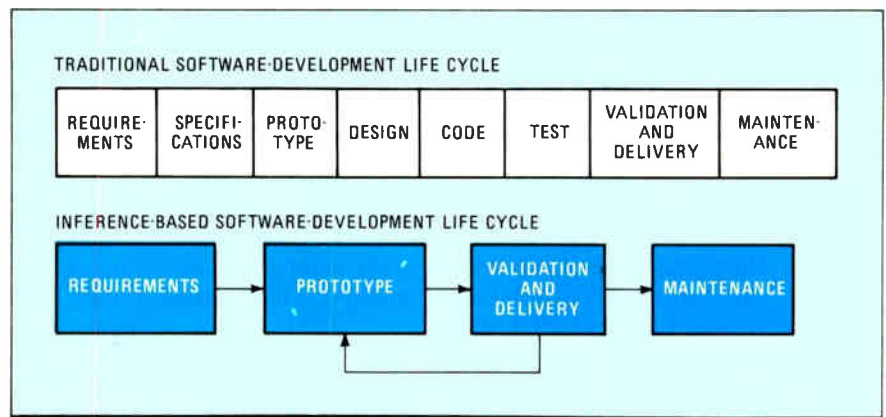 TRADITIONAL SOFTWARE-DEVELOPMENT LIFE CYCLE
REQUIRE-
MENTS
SPECIFI-
CATIONS
PROTO-
TYPE
DESIGN
CODE
TEST
VALIDATION
AND
DELIVERY
MAINTEN-
ANCE
INFERENCE-BASED SOFTWARE-DEVELOPMENT LIFE CYCLE
REQUIREMENTS
PROTOTYPE
VALIDATION
AND
DELIVERY
MAINTENANCE